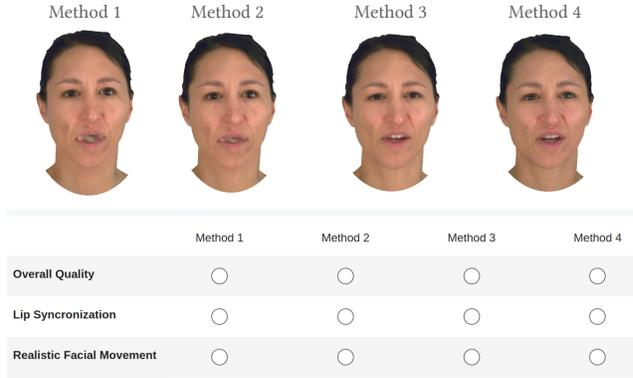 Method 1 Method 2 Method 3 Method 4
Method 1 Method 2 Method 3 Method 4
Overall Quality
Lip Syncronization
Realistic Facial Movement